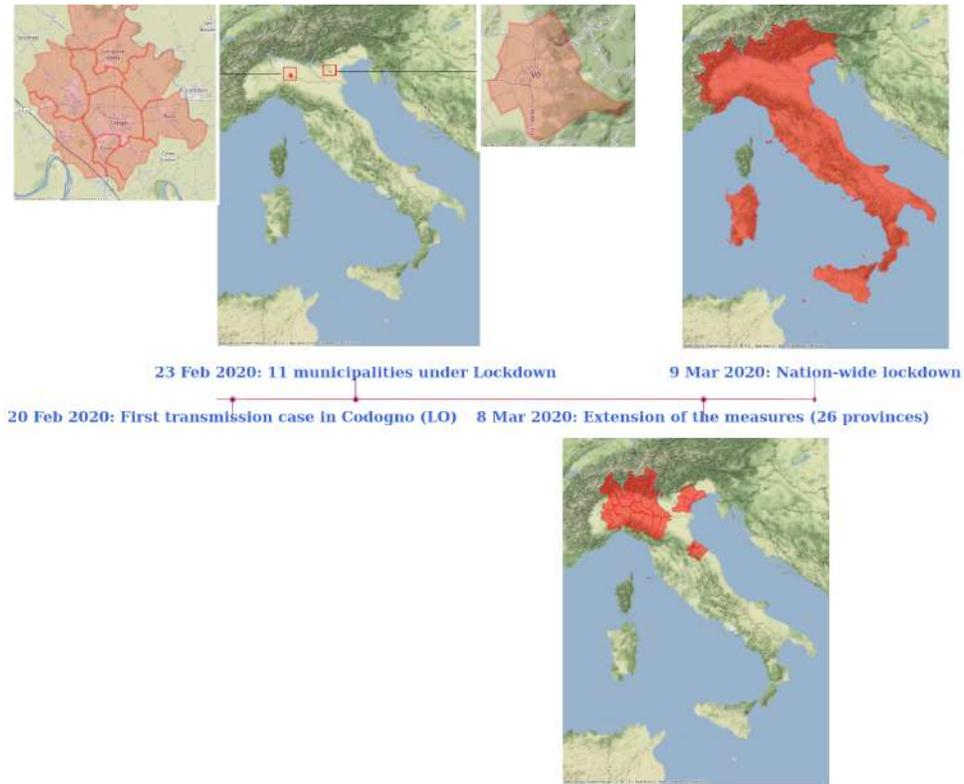 VO'
23 Feb 2020: 11 municipalities under Lockdown
9 Mar 2020: Nation-wide lockdown
20 Feb 2020: First transmission case in Codogno (LO)
8 Mar 2020: Extension of the measures (26 provinces)